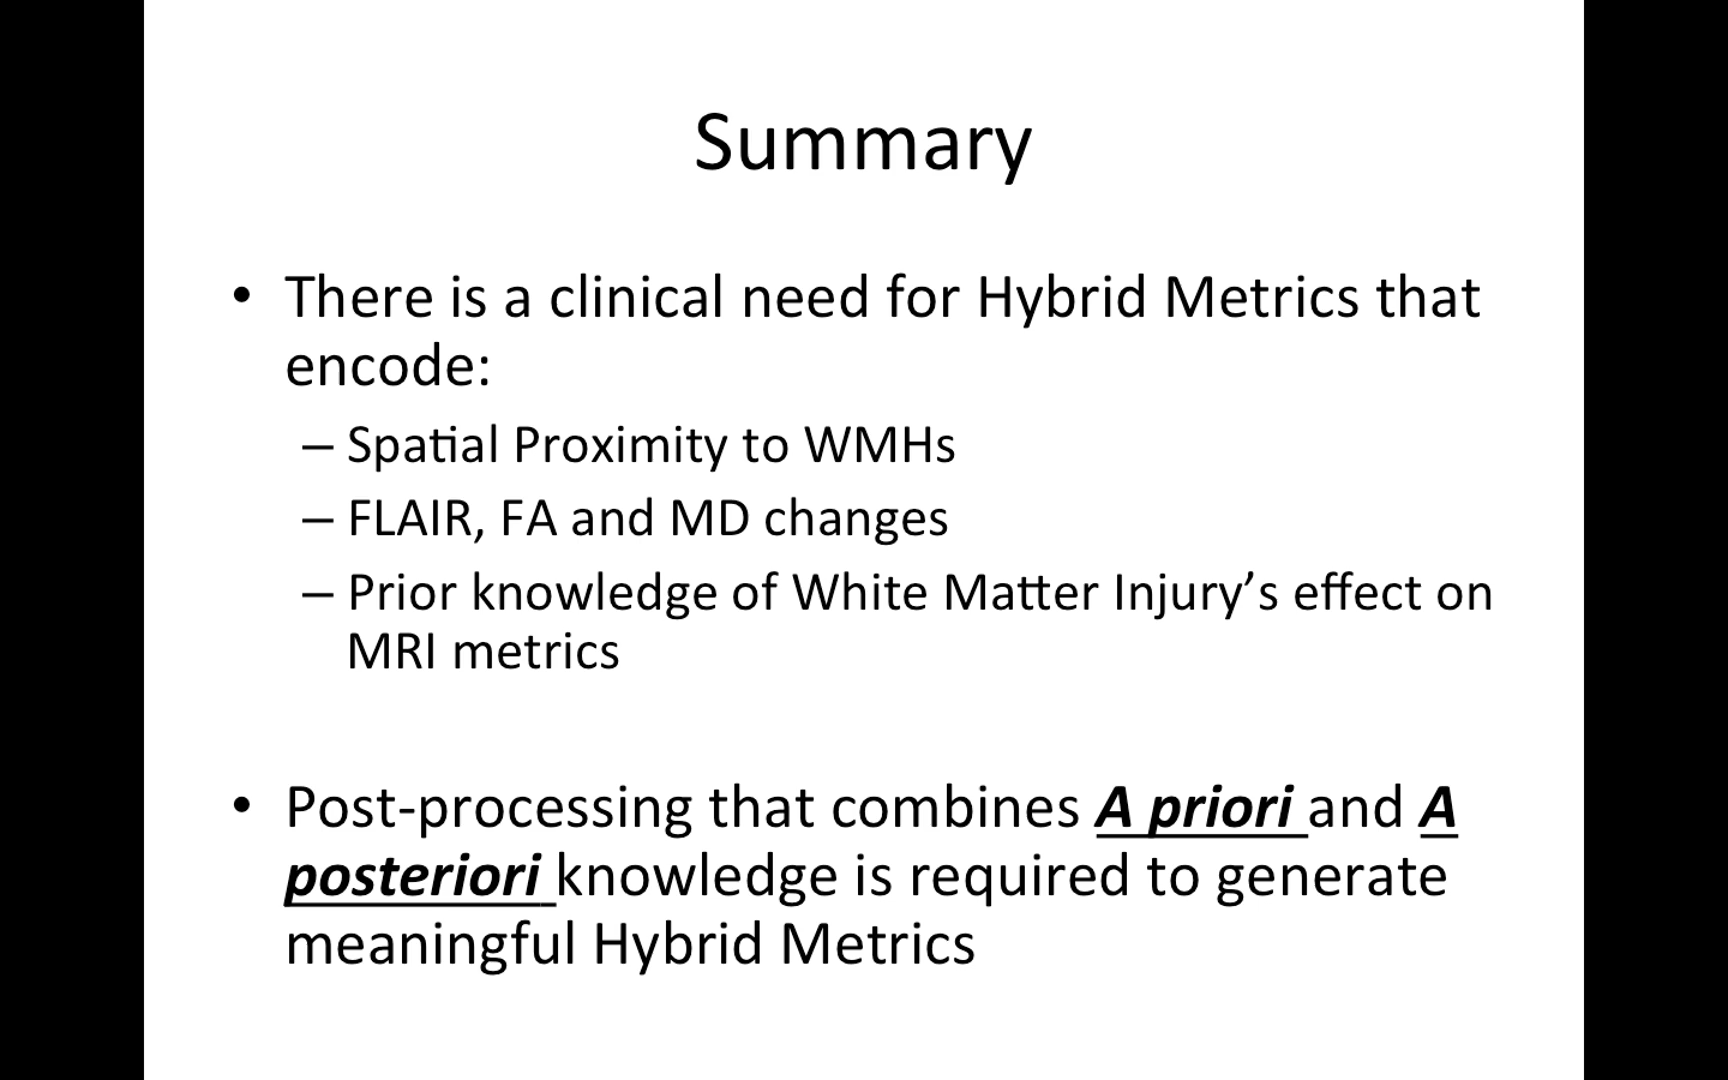 Summary
• There is a clinical need for Hybrid Metrics that
encode:
– Spatial Proximity to WMHs
– FLAIR, FA and MD changes
– Prior knowledge of White Matter Injury’s effect on
MRI metrics
• Post-processing that combines A priori and A
posteriori knowledge is required to generate
meaningful Hybrid Metrics